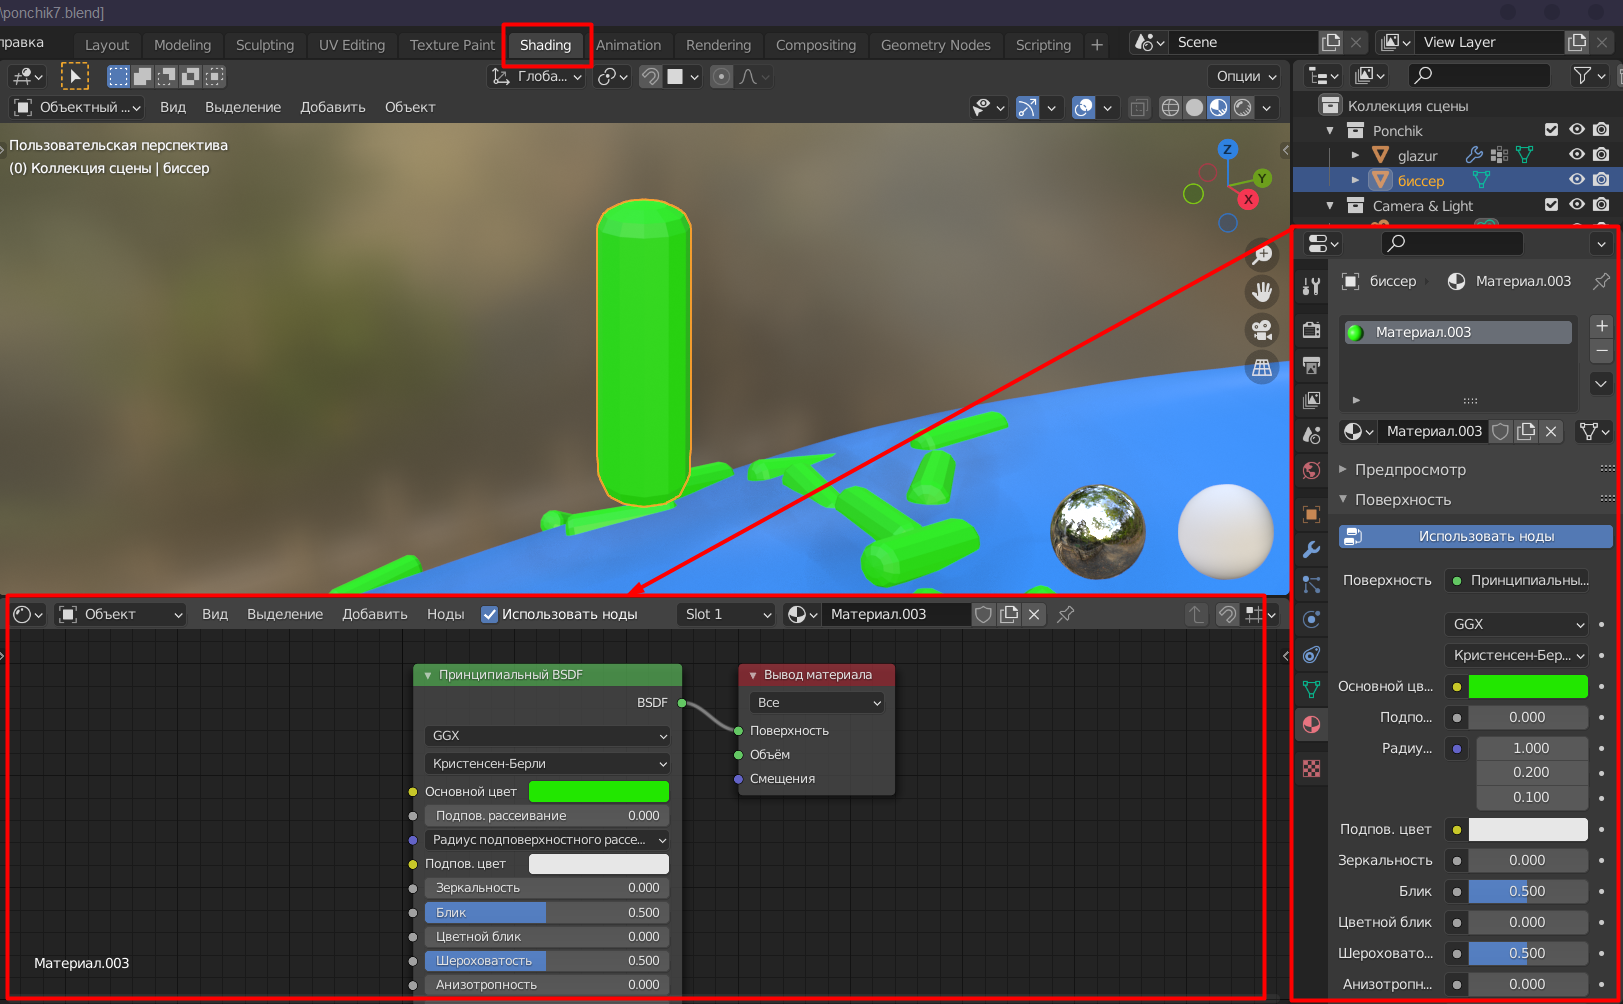 \ponchik7.blend]
правка
Layout
Modeling
Sculpting
UV Editing
Texture Paint
Shading
Animation
Rendering
Compositing
Geometry Nodes
Scripting
+
Scene
View Layer
Глоба...
Опции
Объектный ...
Вид
Выделение
Добавить
Объект
Пользовательская перспектива
(0) Коллекция сцены | биссер
Z
Y
X
Коллекция сцены
Ponchik
glazur
биссер
Camera & Light
биссер
Материал.003
Материал.003
Материал.003
Предпросмотр
Поверхность
Использовать ноды
Поверхность
Принципиальны...
GGX
Кристенсен-Бер...
Основной цв...
Подпо...
0.000
Радиу...
1.000
0.200
0.100
Подпов. цвет
Зеркальность
0.000
Блик
0.500
Цветной блик
0.000
Шероховато...
0.500
Анизотропн...
0.000
Объект
Вид
Выделение
Добавить
Ноды
Использовать ноды
Slot 1
Материал.003
Принципиальный BSDF
BSDF
GGX
Кристенсен-Берли
Основной цвет
Подпов. рассеивание
0.000
Радиус подповерхностного рассе...
Подпов. цвет
Зеркальность
0.000
Блик
0.500
Цветной блик
0.000
Шероховатость
0.500
Анизотропность
0.000
Вывод материала
Все
Поверхность
Объём
Смещения
Материал.003